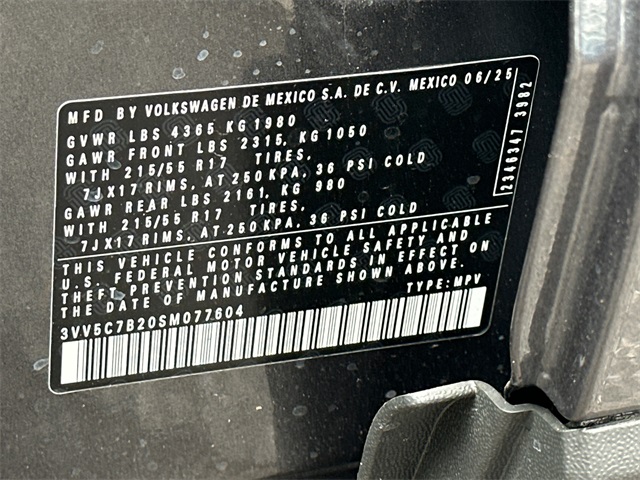 MFD BY VOLKSWAGEN DE MEXICO S.A. DE C.V. MEXICO 06/25
GVWR LBS 4365 KG 1980
GAWR FRONT LBS 2315, KG 1050
WITH 215/55 R17 TIRES,
7JX17 RIMS, AT 250 KPA, 36 PSI COLD
GAWR REAR LBS 2161, KG 980
WITH 215/55 R17 TIRES,
7JX17 RIMS, AT 250 KPA, 36 PSI COLD
THIS VEHICLE CONFORMS TO ALL APPLICABLE
U.S. FEDERAL MOTOR VEHICLE SAFETY AND
THEFT PREVENTION STANDARDS IN EFFECT ON
THE DATE OF MANUFACTURE SHOWN ABOVE.
3VV5C7B20SM077604 TYPE: MPV
2346347 3982